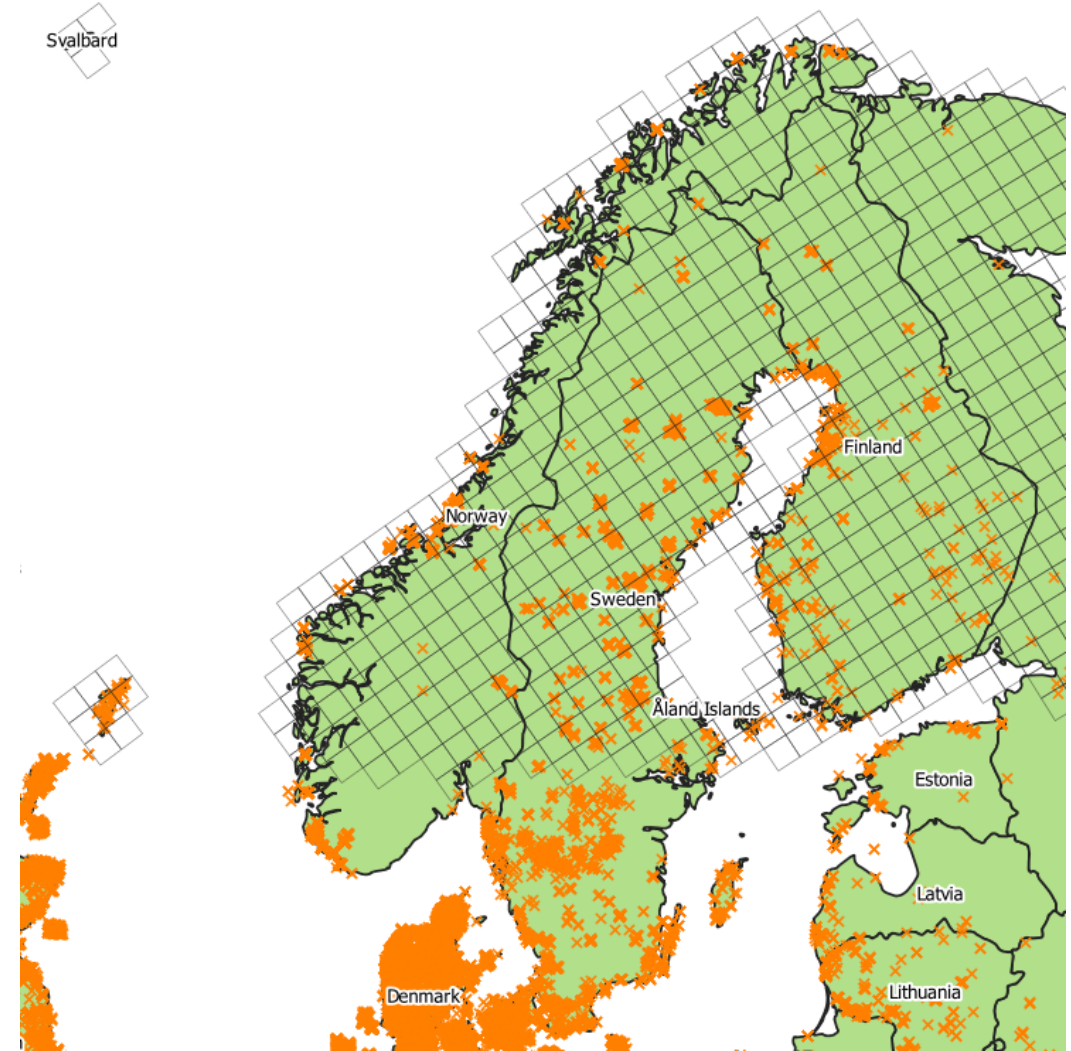 Svalbard
Finland
Norway
Sweden
Åland Islands
Estonia
Latvia
Denmark
Lithuania